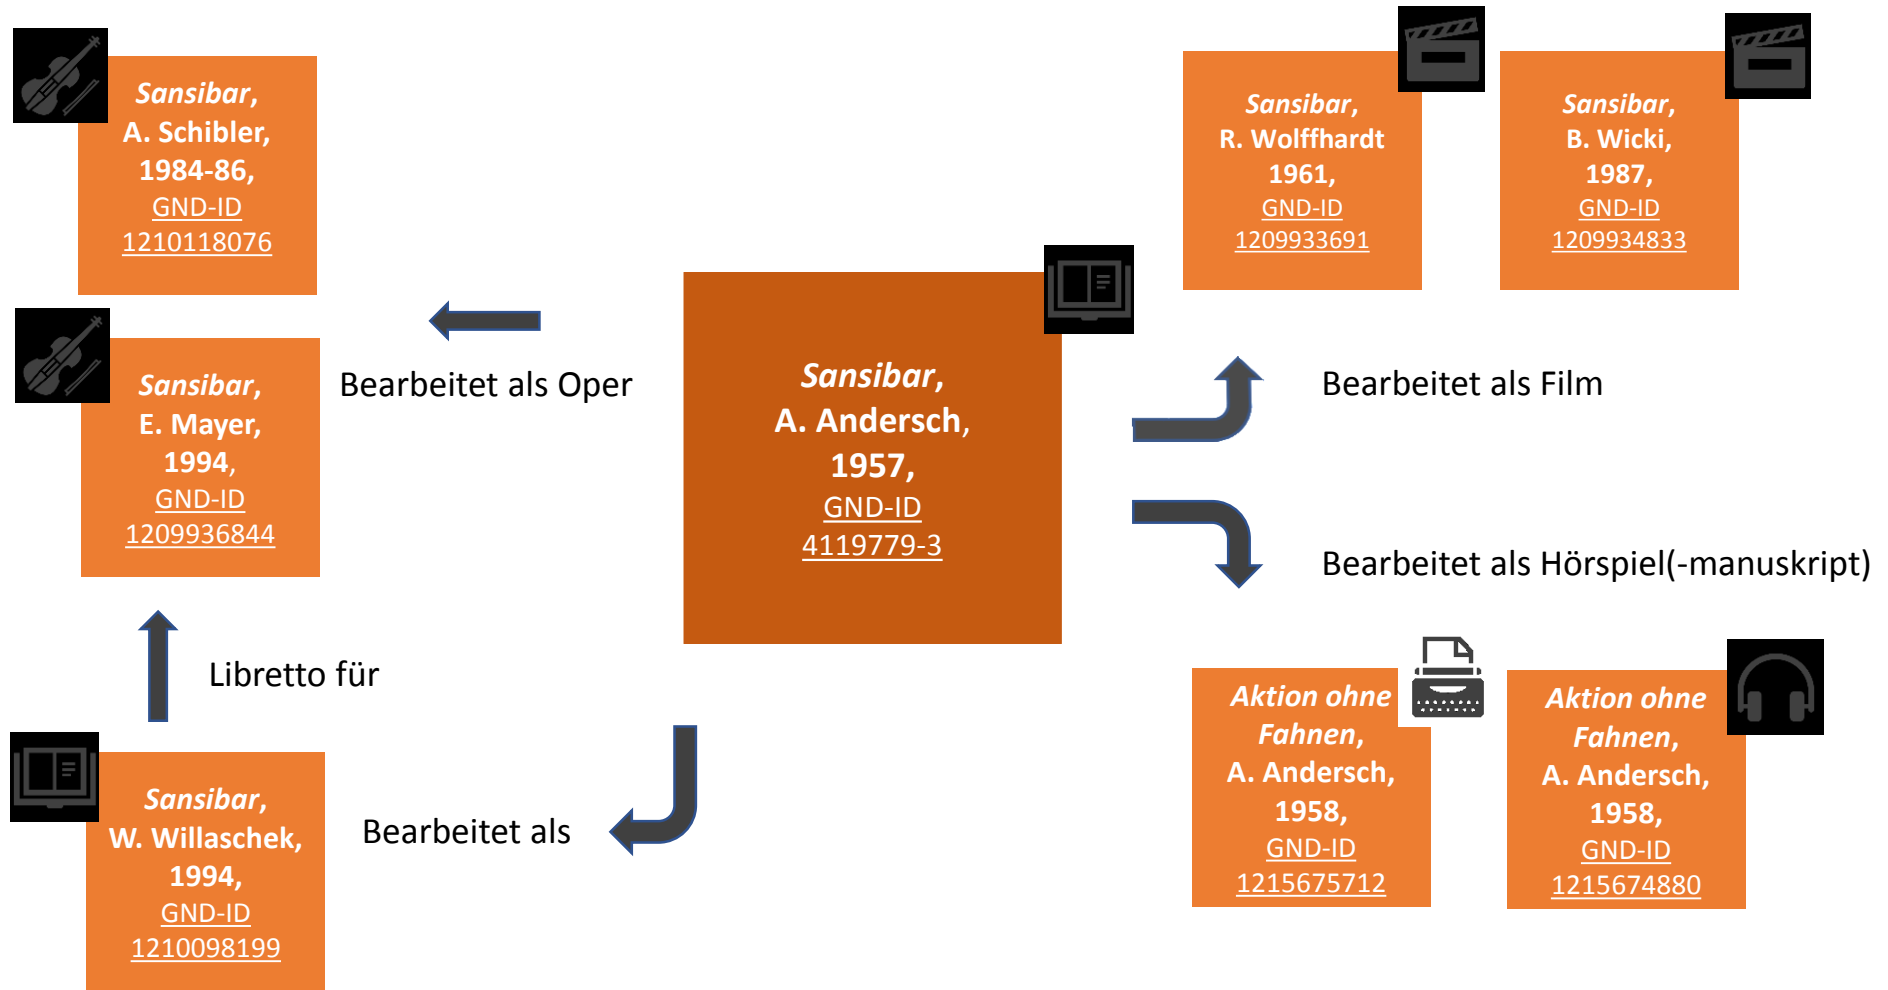 Sansibar,
A. Schibler,
1984-86,
GND-ID
1210118076
Sansibar,
E. Mayer,
1994,
GND-ID
1209936844
Bearbeitet als Oper
Libretto für
Sansibar,
W. Willaschek,
1994,
GND-ID
1210098199
Bearbeitet als
Sansibar,
A. Andersch,
1957,
GND-ID
4119779-3
Sansibar,
R. Wolffhardt
1961,
GND-ID
1209933691
Sansibar,
B. Wicki,
1987,
GND-ID
1209934833
Bearbeitet als Film
Bearbeitet als Hörspiel(-manuskript)
Aktion ohne
Fahnen,
A. Andersch,
1958,
GND-ID
1215675712
Aktion ohne
Fahnen,
A. Andersch,
1958,
GND-ID
1215674880